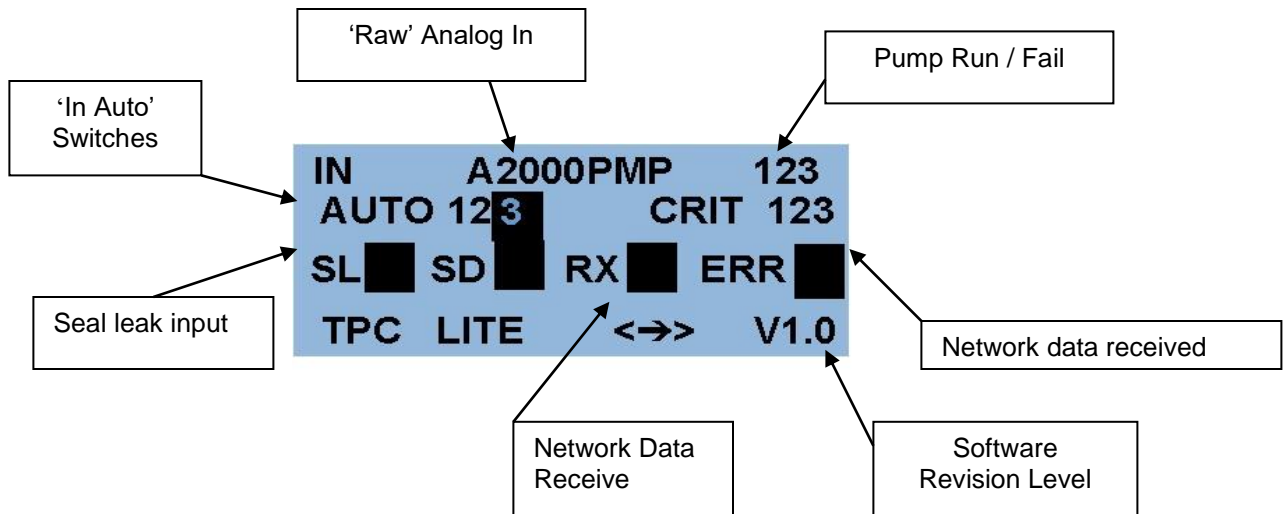 ‘Raw’ Analog In
Pump Run / Fail
‘In Auto’
Switches
IN A2000PMP 123
AUTO 123 CRIT 123
SL SD RX ERR
TPC LITE <→> V1.0
Seal leak input
Network data received
Network Data
Receive
Software
Revision Level